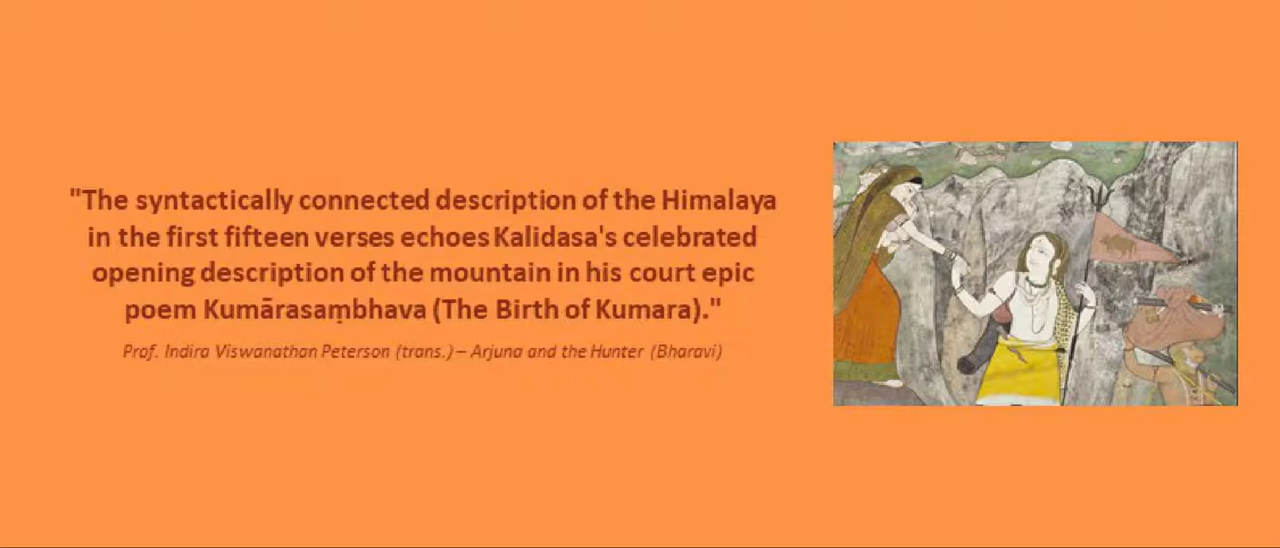 "The syntactically connected description of the Himalaya
in the first fifteen verses echoes Kalidasa's celebrated
opening description of the mountain in his court epic
poem Kumārasaṃbhava (The Birth of Kumara)."
Prof. Indira Viswanathan Peterson (trans.) – Arjuna and the Hunter (Bharavi)